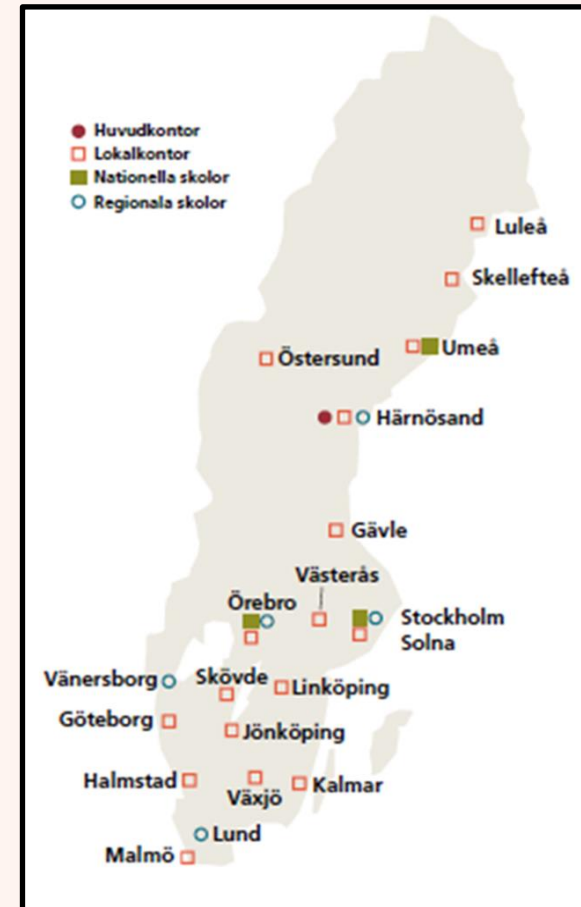 Huvudkontor
Lokalkontor
Nationella skolor
Regionala skolor
Luleå
Skellefteå
Umeå
Östersund
Härnösand
Gävle
Västerås
Örebro
Stockholm
Solna
Vänersborg
Skövde
Linköping
Göteborg
Jönköping
Halmstad
Växjö
Kalmar
Lund
Malmö